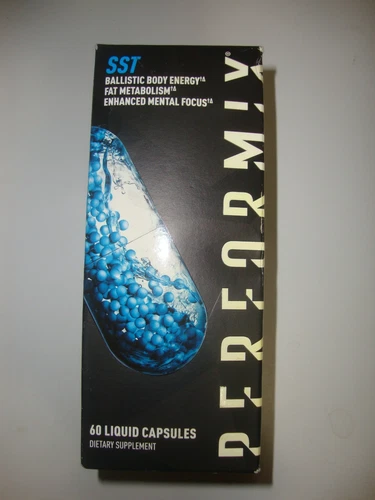 SST
BALLISTIC BODY ENERGY†Δ
FAT METABOLISM†Δ
ENHANCED MENTAL FOCUS†Δ
PERFORMIX®
60 LIQUID CAPSULES
DIETARY SUPPLEMENT